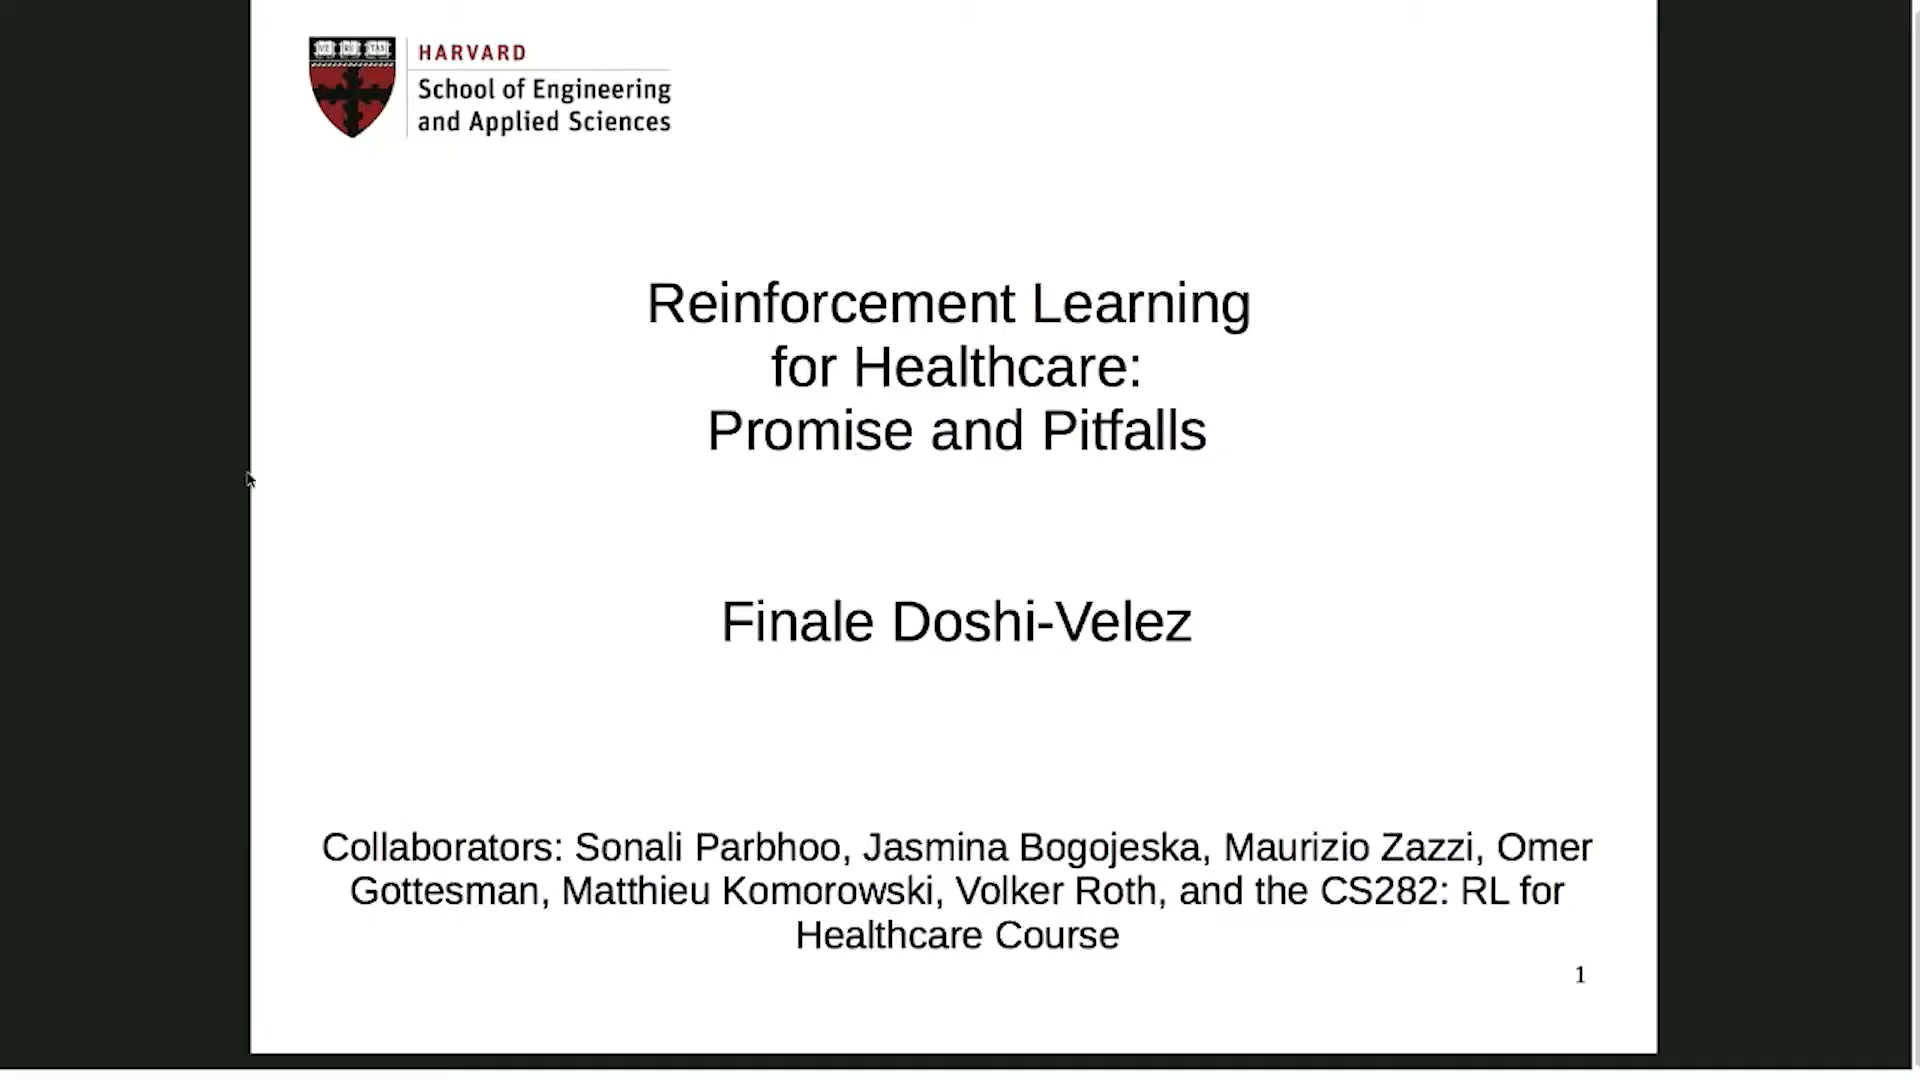 HARVARD
School of Engineering
and Applied Sciences
Reinforcement Learning
for Healthcare:
Promise and Pitfalls
Finale Doshi-Velez
Collaborators: Sonali Parbhoo, Jasmina Bogojeska, Maurizio Zazzi, Omer
Gottesman, Matthieu Komorowski, Volker Roth, and the CS282: RL for
Healthcare Course
1